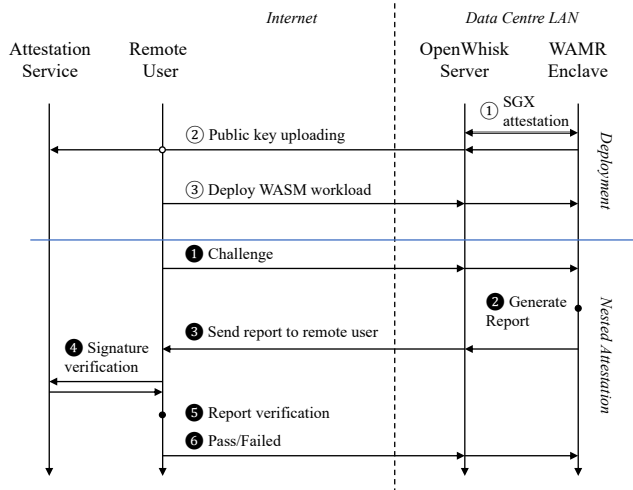 Internet
Data Centre LAN
Attestation
Service
Remote
User
OpenWhisk
Server
WAMR
Enclave
① SGX
attestation
② Public key uploading
③ Deploy WASM workload
Deployment
❶ Challenge
❷ Generate
Report
❸ Send report to remote user
❹ Signature
verification
❺ Report verification
❻ Pass/Failed
Nested Attestation